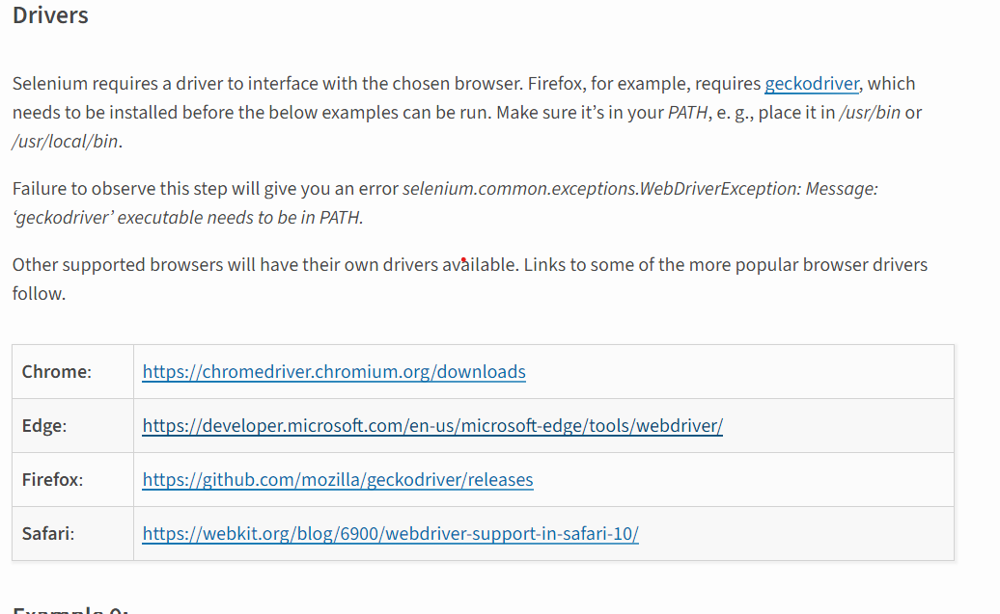 Drivers
Selenium requires a driver to interface with the chosen browser. Firefox, for example, requires geckodriver, which
needs to be installed before the below examples can be run. Make sure it’s in your PATH, e. g., place it in /usr/bin or
/usr/local/bin.
Failure to observe this step will give you an error selenium.common.exceptions.WebDriverException: Message:
‘geckodriver’ executable needs to be in PATH.
Other supported browsers will have their own drivers available. Links to some of the more popular browser drivers
follow.
Chrome: https://chromedriver.chromium.org/downloads
Edge: https://developer.microsoft.com/en-us/microsoft-edge/tools/webdriver/
Firefox: https://github.com/mozilla/geckodriver/releases
Safari: https://webkit.org/blog/6900/webdriver-support-in-safari-10/
Example 0: